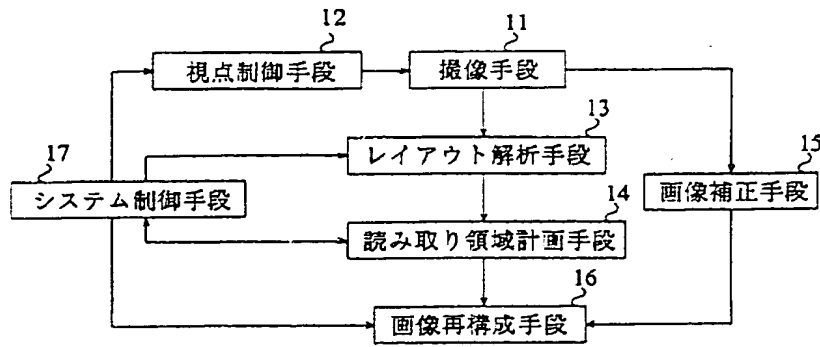 12
視点制御手段
11
撮像手段
13
レイアウト解析手段
17
システム制御手段
15
画像補正手段
14
読み取り領域計画手段
16
画像再構成手段